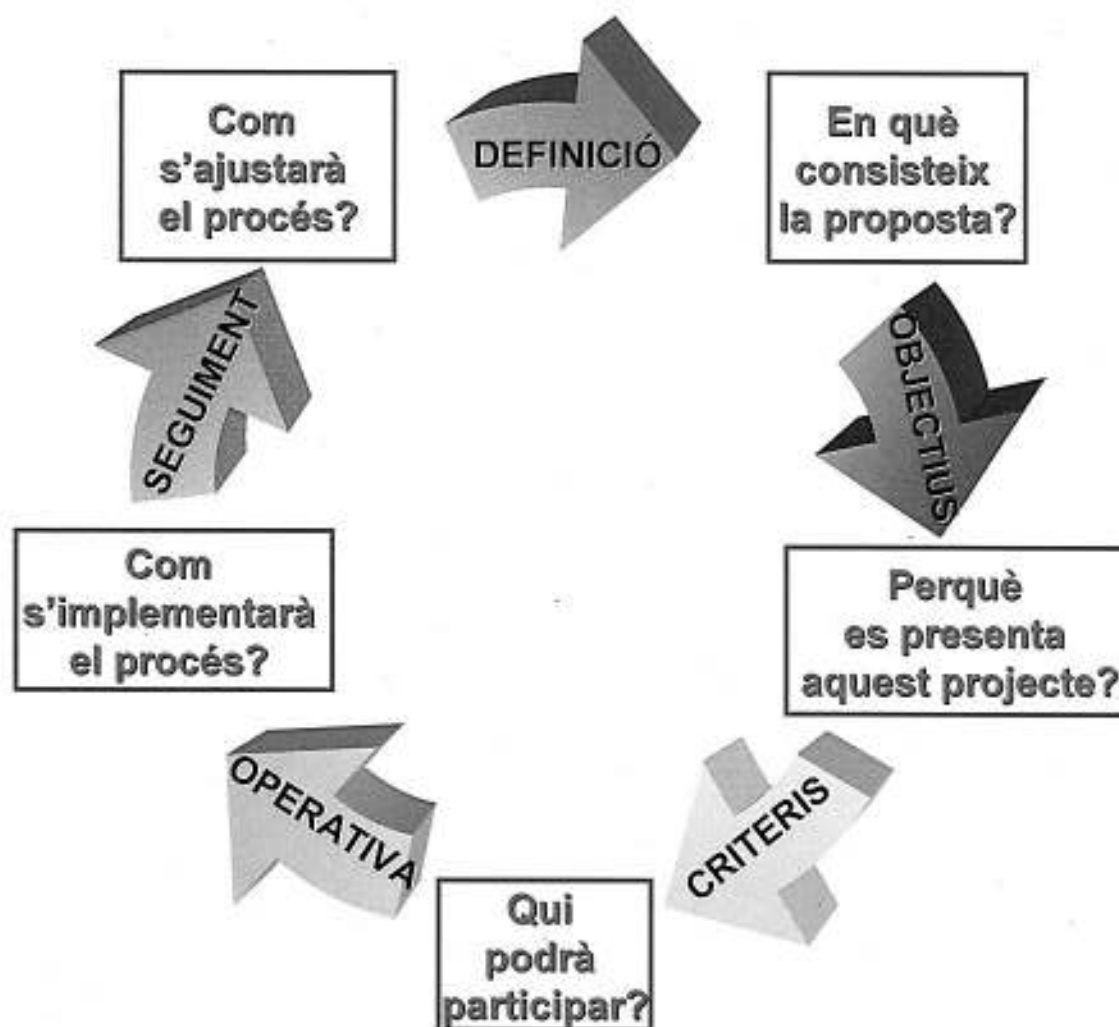 Com
s'ajustarà
el procés?
DEFINICIÓ
En què
consisteix
la proposta?
OBJECTIUS
Perquè
es presenta
aquest projecte?
CRITERIS
Qui
podrà
participar?
OPERATIVA
Com
s'implementarà
el procés?
SEGUIMENT